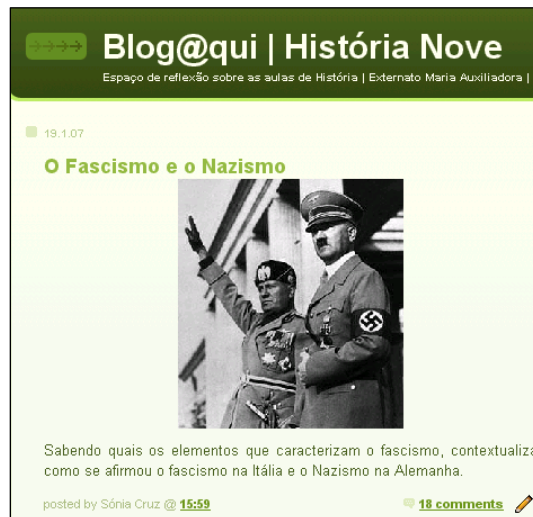 Blog@qui | História Nove
Espaço de reflexão sobre as aulas de História | Externato Maria Auxiliadora |
19.1.07
O Fascismo e o Nazismo
Sabendo quais os elementos que caracterizam o fascismo, contextualiza
como se afirmou o fascismo na Itália e o Nazismo na Alemanha.
posted by Sónia Cruz @ 15:59
18 comments